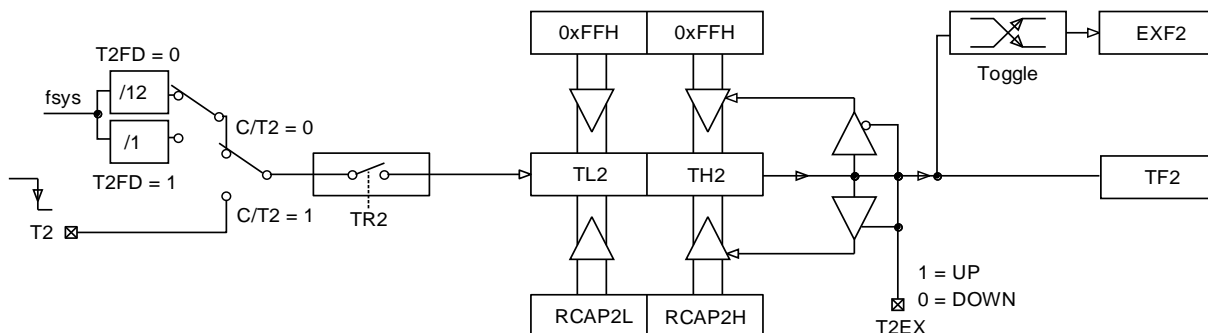 0xFFH 0xFFH EXF2
T2FD = 0
Toggle
fsys /12
C/T2 = 0
/1
T2FD = 1 TL2 TH2 TF2
C/T2 = 1 TR2
T2
1 = UP
0 = DOWN
RCAP2L RCAP2H
T2EX